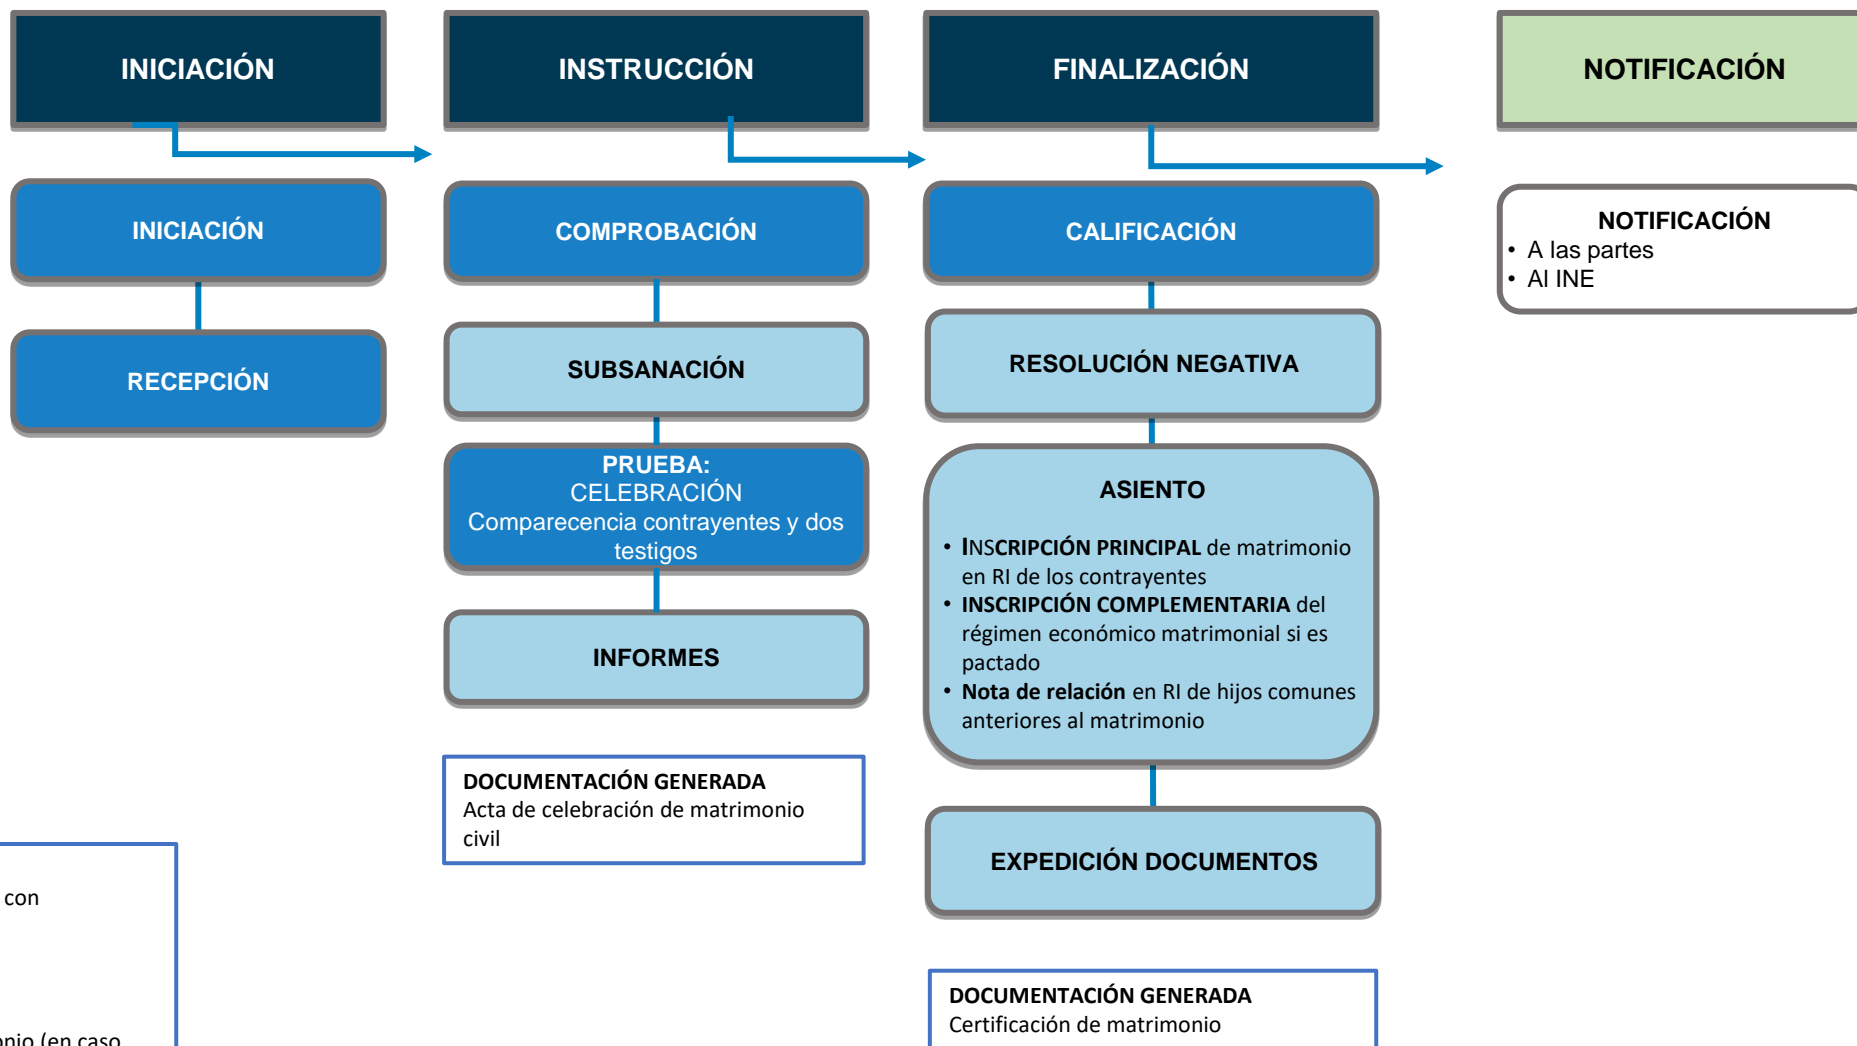 INICIACIÓN
INICIACIÓN
RECEPCIÓN
con
onio (en caso
INSTRUCCIÓN
COMPROBACIÓN
SUBSANACIÓN
PRUEBA:
CELEBRACIÓN
Comparecencia contrayentes y dos
testigos
INFORMES
DOCUMENTACIÓN GENERADA
Acta de celebración de matrimonio
civil
FINALIZACIÓN
CALIFICACIÓN
RESOLUCIÓN NEGATIVA
ASIENTO
• INSCRIPCIÓN PRINCIPAL de matrimonio
en RI de los contrayentes
• INSCRIPCIÓN COMPLEMENTARIA del
régimen económico matrimonial si es
pactado
• Nota de relación en RI de hijos comunes
anteriores al matrimonio
EXPEDICIÓN DOCUMENTOS
DOCUMENTACIÓN GENERADA
Certificación de matrimonio
NOTIFICACIÓN
NOTIFICACIÓN
• A las partes
• Al INE